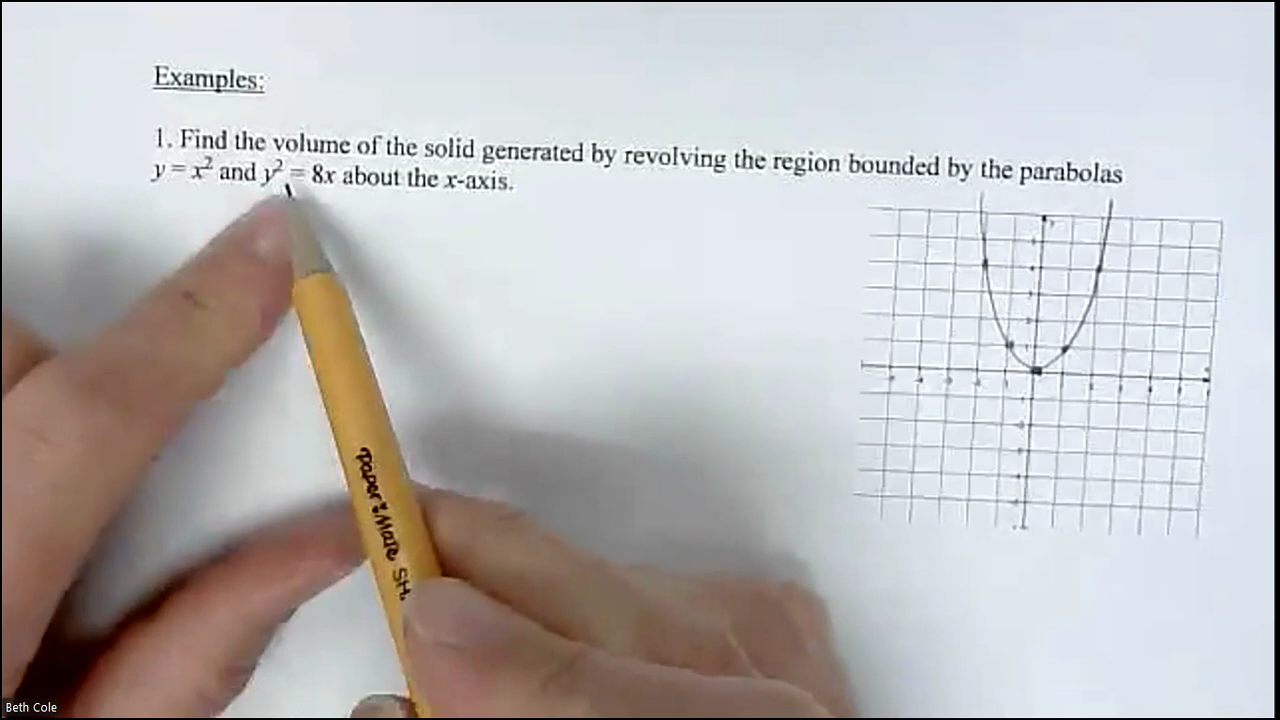 Examples:
1. Find the volume of the solid generated by revolving the region bounded by the parabolas
y = x² and y² = 8x about the x-axis.
Paper:Mate SH.
Beth Cole